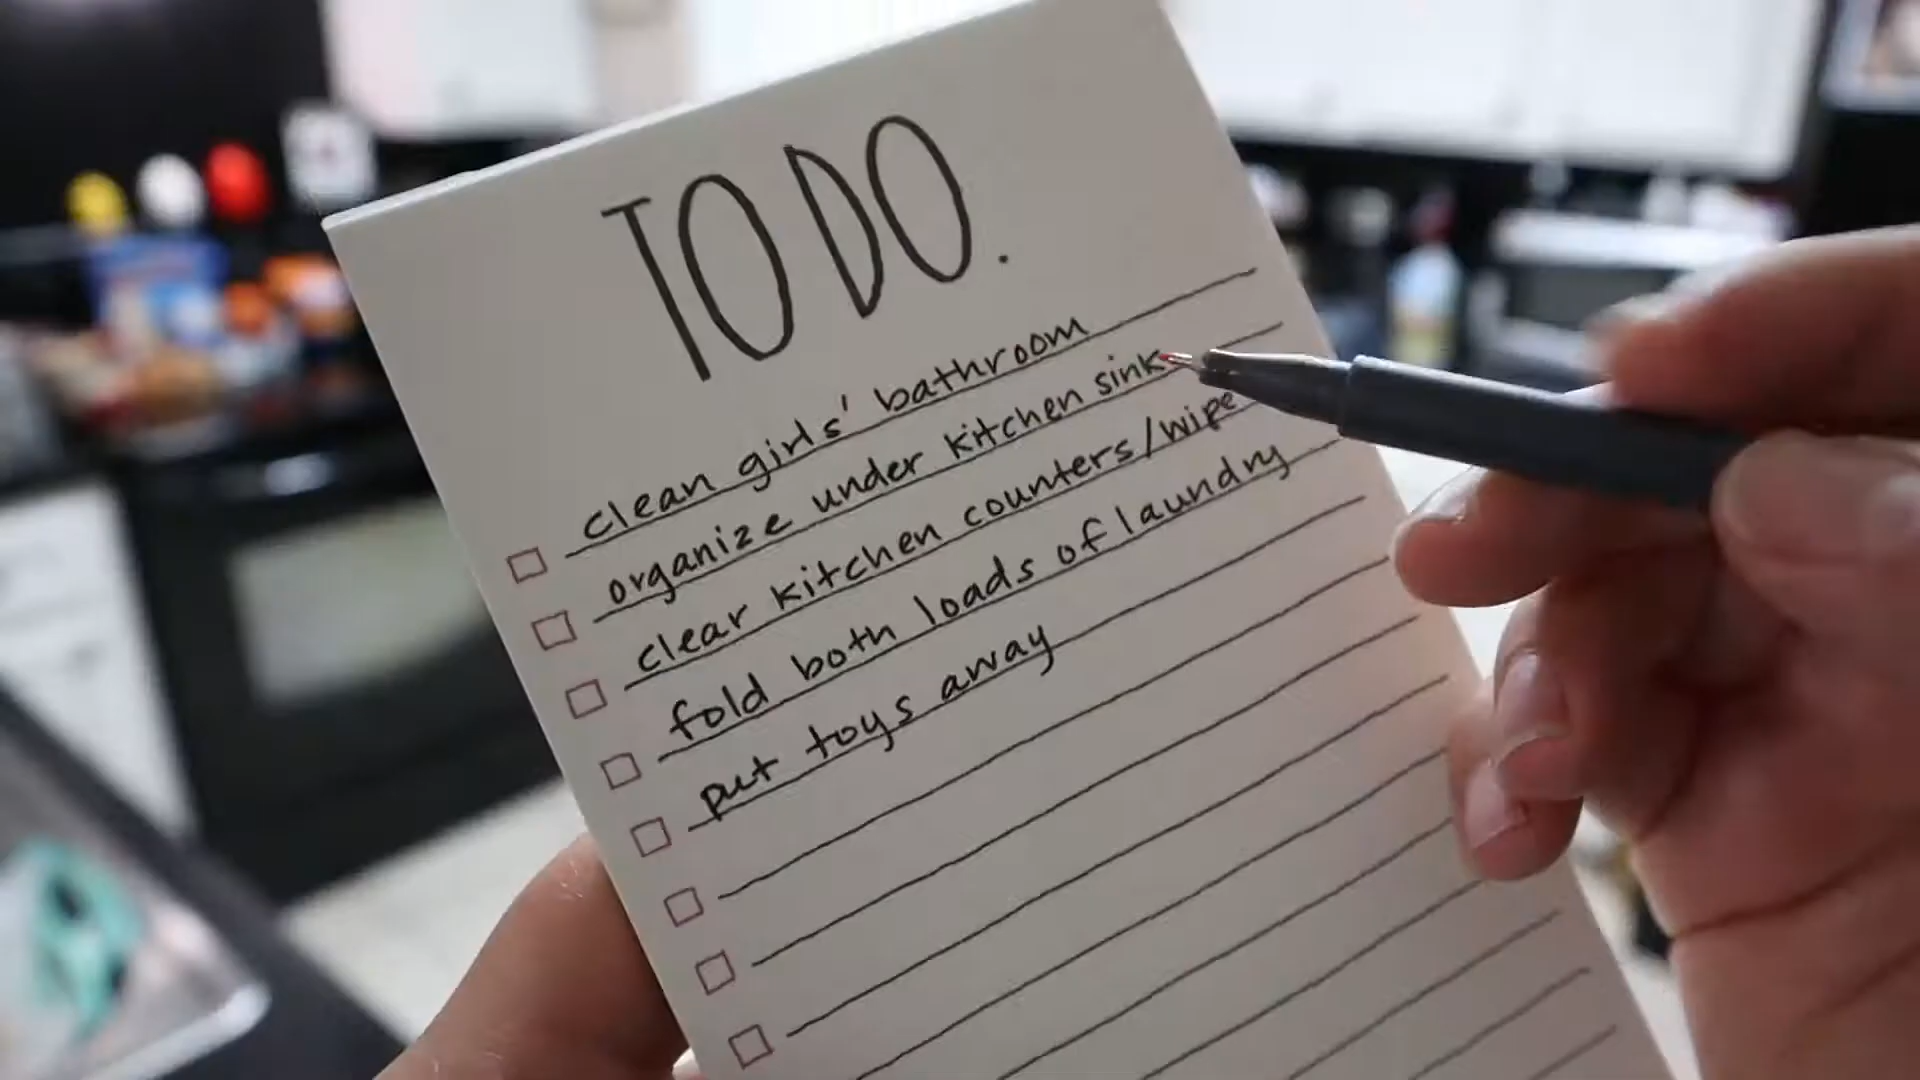 TO DO.
clean girls' bathroom
organize under kitchen sink
clear kitchen counters/wipe
fold both loads of laundry
put toys away